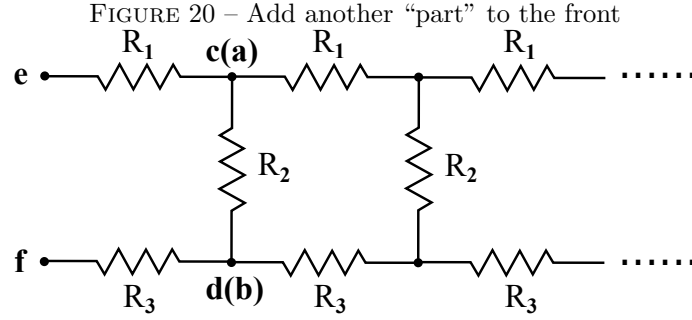 FIGURE 20 – Add another “part” to the front
R1 c(a) R1 R1
e
R2 R2
f
R3 d(b) R3 R3